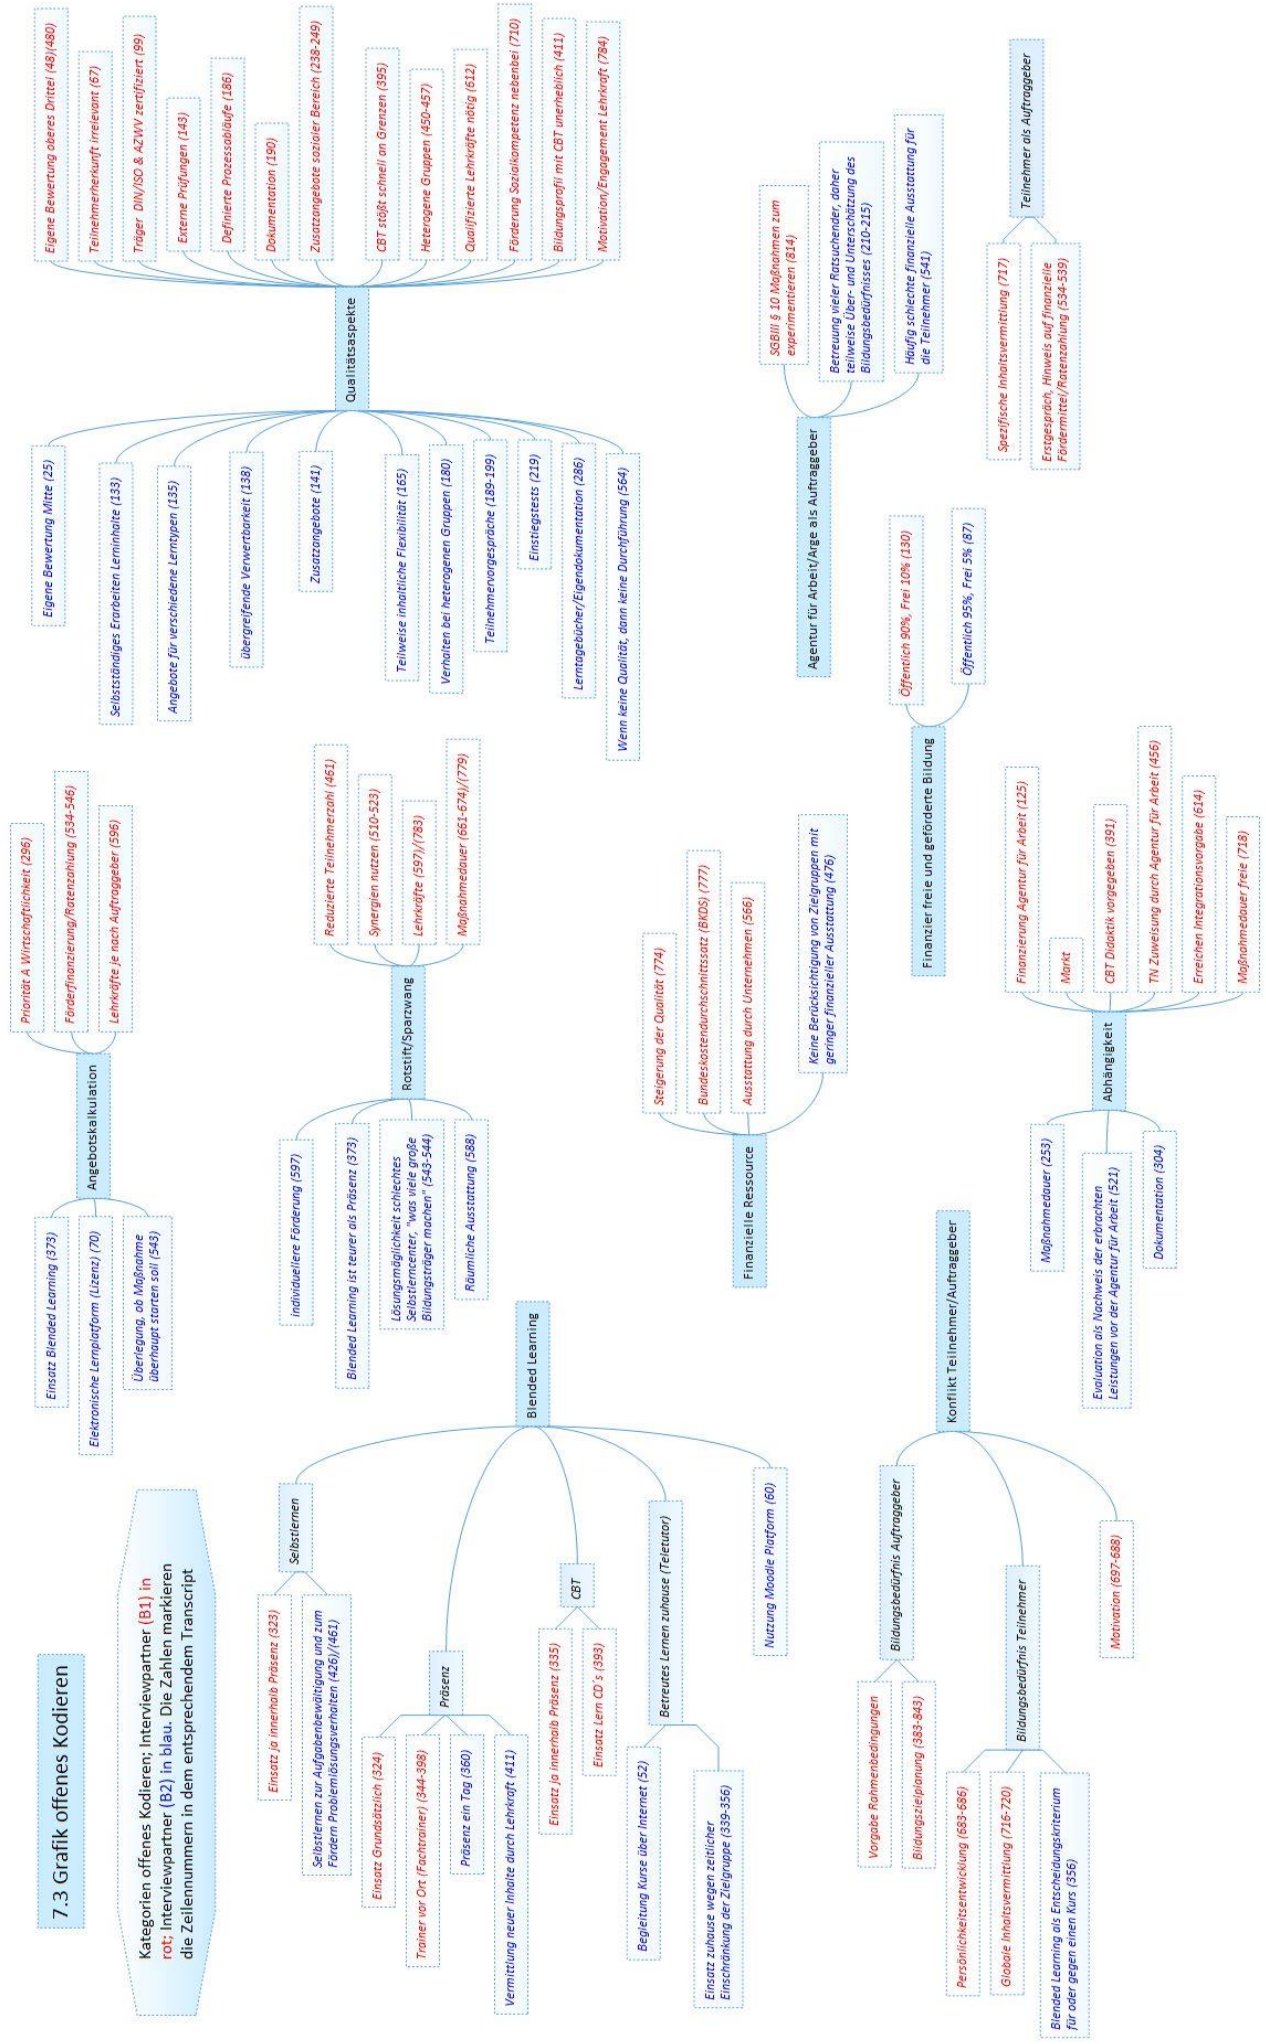 7.3 Grafik offenes Kodieren
Kategorien offenes Kodieren; Interviewpartner (B1) in
rot; Interviewpartner (B2) in blau. Die Zahlen markieren
die Zeilennummern in dem entsprechendem Transcript
Angebotskalkulation
Einsatz Blended Learning (373)
Elektronische Lernplatform (Lizenz) (70)
Überlegung, ob Maßnahme
überhaupt starten soll (543)
Priorität A Wirtschaftlichkeit (296)
Förderfinanzierung/Ratenzahlung (534-546)
Lehrkräfte je nach Auftraggeber (596)
Qualitätsaspekte
Eigene Bewertung Mitte (25)
Selbstständiges Erarbeiten Lerninhalte (133)
Angebote für verschiedene Lerntypen (135)
übergreifende Verwertbarkeit (138)
Zusatzangebote (141)
Teilweise inhaltliche Flexibilität (165)
Verhalten bei heterogenen Gruppen (180)
Teilnehmervorgespräche (189-199)
Einstiegstests (219)
Lerntagebücher/Eigendokumentation (286)
Wenn keine Qualität, dann keine Durchführung (564)
Eigene Bewertung oberes Drittel (48)(480)
Teilnehmerherkunft irrelevant (67)
Träger DIN/ISO & AZWV zertifiziert (99)
Externe Prüfungen (143)
Definierte Prozessabläufe (186)
Dokumentation (190)
Zusatzangebote sozialer Bereich (238-249)
CBT stößt schnell an Grenzen (395)
Heterogene Gruppen (450-457)
Qualifizierte Lehrkräfte nötig (612)
Förderung Sozialkompetenz nebenbei (710)
Bildungsprofil mit CBT unerheblich (411)
Motivation/Engagement Lehrkraft (784)
Rotstift/Sparzwang
individuellere Förderung (597)
Blended Learning ist teurer als Präsenz (373)
Lösungsmöglichkeit schlechtes
Selbstlerncenter, "was viele große
Bildungsträger machen" (543-544)
Räumliche Ausstattung (588)
Reduzierte Teilnehmerzahl (461)
Synergien nutzen (510-523)
Lehrkräfte (597)/(783)
Maßnahmedauer (661-674)/(779)
Blended Learning
Selbstlernen
Einsatz ja innerhalb Präsenz (323)
Selbstlernen zur Aufgabenbewältigung und zum
Fördern Problemlösungsverhalten (426)/(461)
Präsenz
Einsatz Grundsätzlich (324)
Trainer vor Ort (Fachtrainer) (344-398)
Präsenz ein Tag (360)
Vermittlung neuer Inhalte durch Lehrkraft (411)
CBT
Einsatz ja innerhalb Präsenz (335)
Einsatz Lern CD´s (393)
Betreutes Lernen zuhause (Teletutor)
Begleitung Kurse über Internet (52)
Einsatz zuhause wegen zeitlicher
Einschränkung der Zielgruppe (339-356)
Nutzung Moodle Platform (60)
Finanzielle Ressource
Steigerung der Qualität (774)
Bundeskostendurchschnittssatz (BKDS) (777)
Ausstattung durch Unternehmen (566)
Keine Berücksichtigung von Zielgruppen mit
geringer finanzieller Ausstattung (476)
Agentur für Arbeit/Arge als Auftraggeber
SGBIII § 10 Maßnahmen zum
experimentieren (814)
Betreuung vieler Ratsuchender, daher
teilweise Über- und Unterschätzung des
Bildungsbedürfnisses (210-215)
Häufig schlechte finanzielle Ausstattung für
die Teilnehmer (541)
Finanzier freie und geförderte Bildung
Öffentlich 90%, Frei 10% (130)
Öffentlich 95%, Frei 5% (87)
Teilnehmer als Auftraggeber
Spezifische Inhaltsvermittlung (717)
Erstgespräch, Hinweis auf finanzielle
Fördermittel/Ratenzahlung (534-539)
Konflikt Teilnehmer/Auftraggeber
Bildungsbedürfnis Auftraggeber
Vorgabe Rahmenbedingungen
Bildungszielplanung (383-843)
Bildungsbedürfnis Teilnehmer
Persönlichkeitsentwicklung (683-686)
Globale Inhaltsvermittlung (716-720)
Blended Learning als Entscheidungskriterium
für oder gegen einen Kurs (356)
Motivation (697-688)
Abhängigkeit
Maßnahmedauer (253)
Evaluation als Nachweis der erbrachten
Leistungen vor der Agentur für Arbeit (521)
Dokumentation (304)
Finanzierung Agentur für Arbeit (125)
Markt
CBT Didaktik vorgegeben (391)
TN Zuweisung durch Agentur für Arbeit (456)
Erreichen Integrationsvorgabe (614)
Maßnahmedauer freie (718)